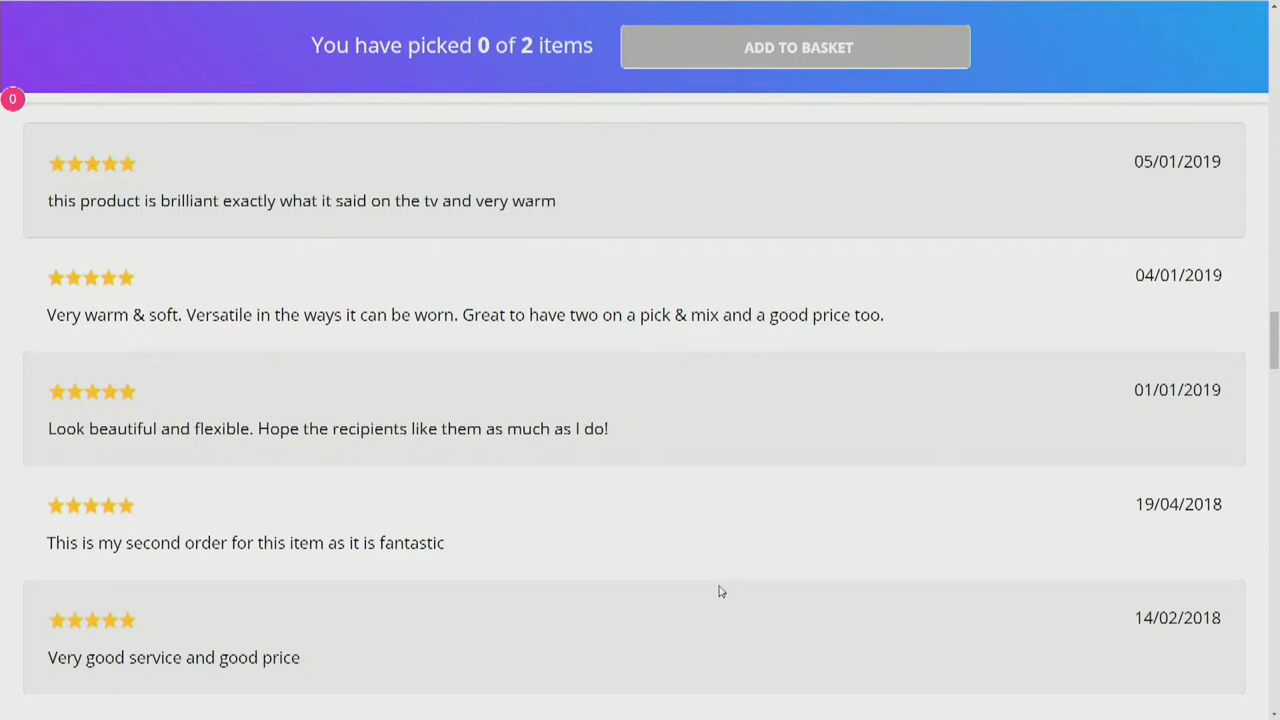 You have picked 0 of 2 items
ADD TO BASKET
0
05/01/2019
this product is brilliant exactly what it said on the tv and very warm
04/01/2019
Very warm & soft. Versatile in the ways it can be worn. Great to have two on a pick & mix and a good price too.
01/01/2019
Look beautiful and flexible. Hope the recipients like them as much as I do!
19/04/2018
This is my second order for this item as it is fantastic
14/02/2018
Very good service and good price